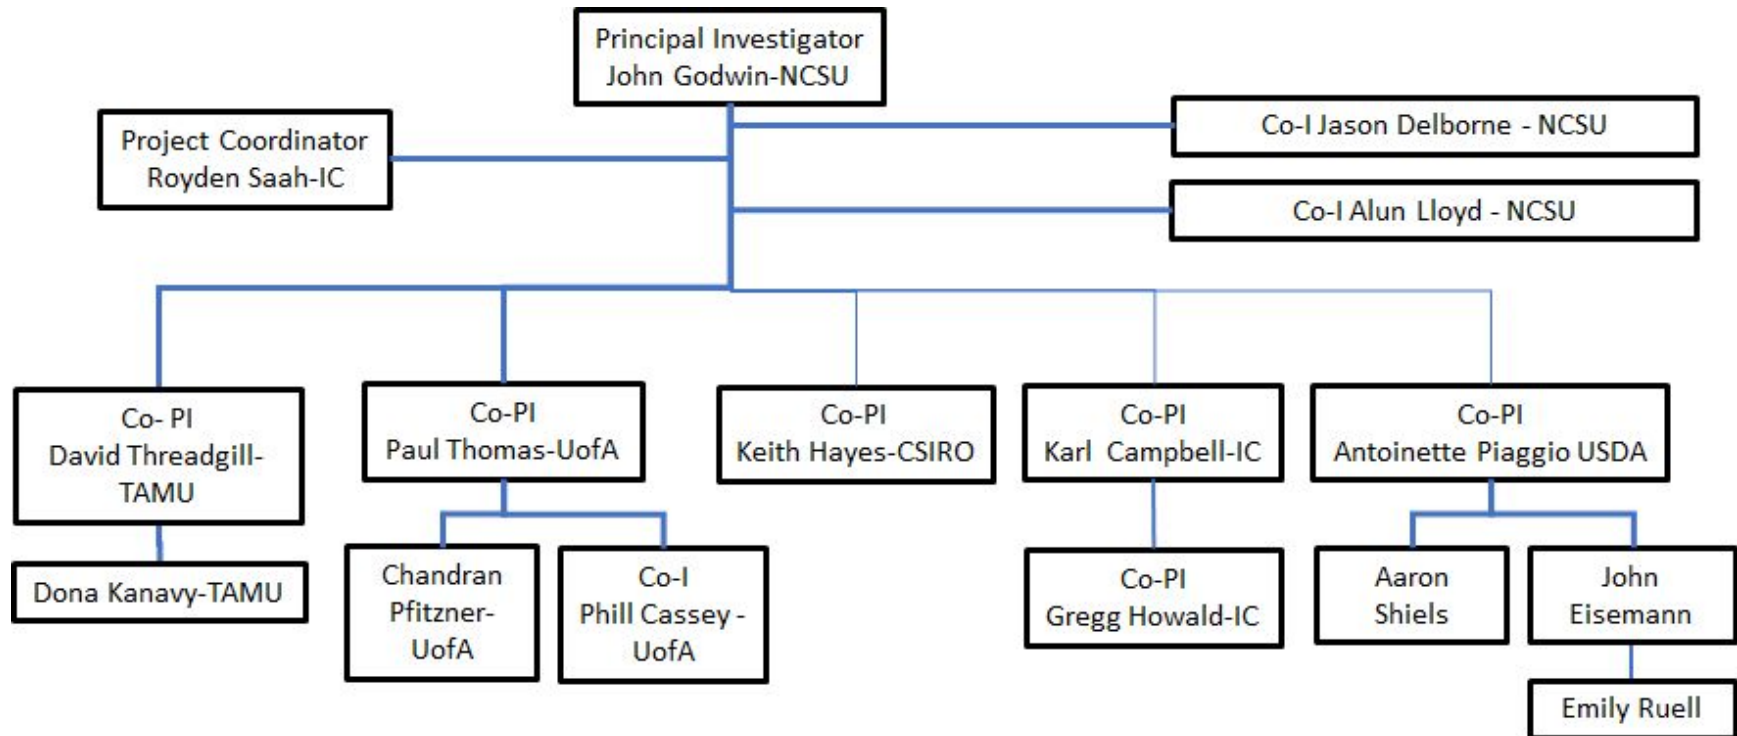 Principal Investigator
John Godwin-NCSU
Project Coordinator
Royden Saah-IC
Co-I Jason Delborne - NCSU
Co-I Alun Lloyd - NCSU
Co- PI
David Threadgill-
TAMU
Co-PI
Paul Thomas-UofA
Co-PI
Keith Hayes-CSIRO
Co-PI
Karl Campbell-IC
Co-PI
Antoinette Piaggio USDA
Dona Kanavy-TAMU
Chandran
Pfitzner-
UofA
Co-I
Phill Cassey -
UofA
Co-PI
Gregg Howald-IC
Aaron
Shiels
John
Eisemann
Emily Ruell